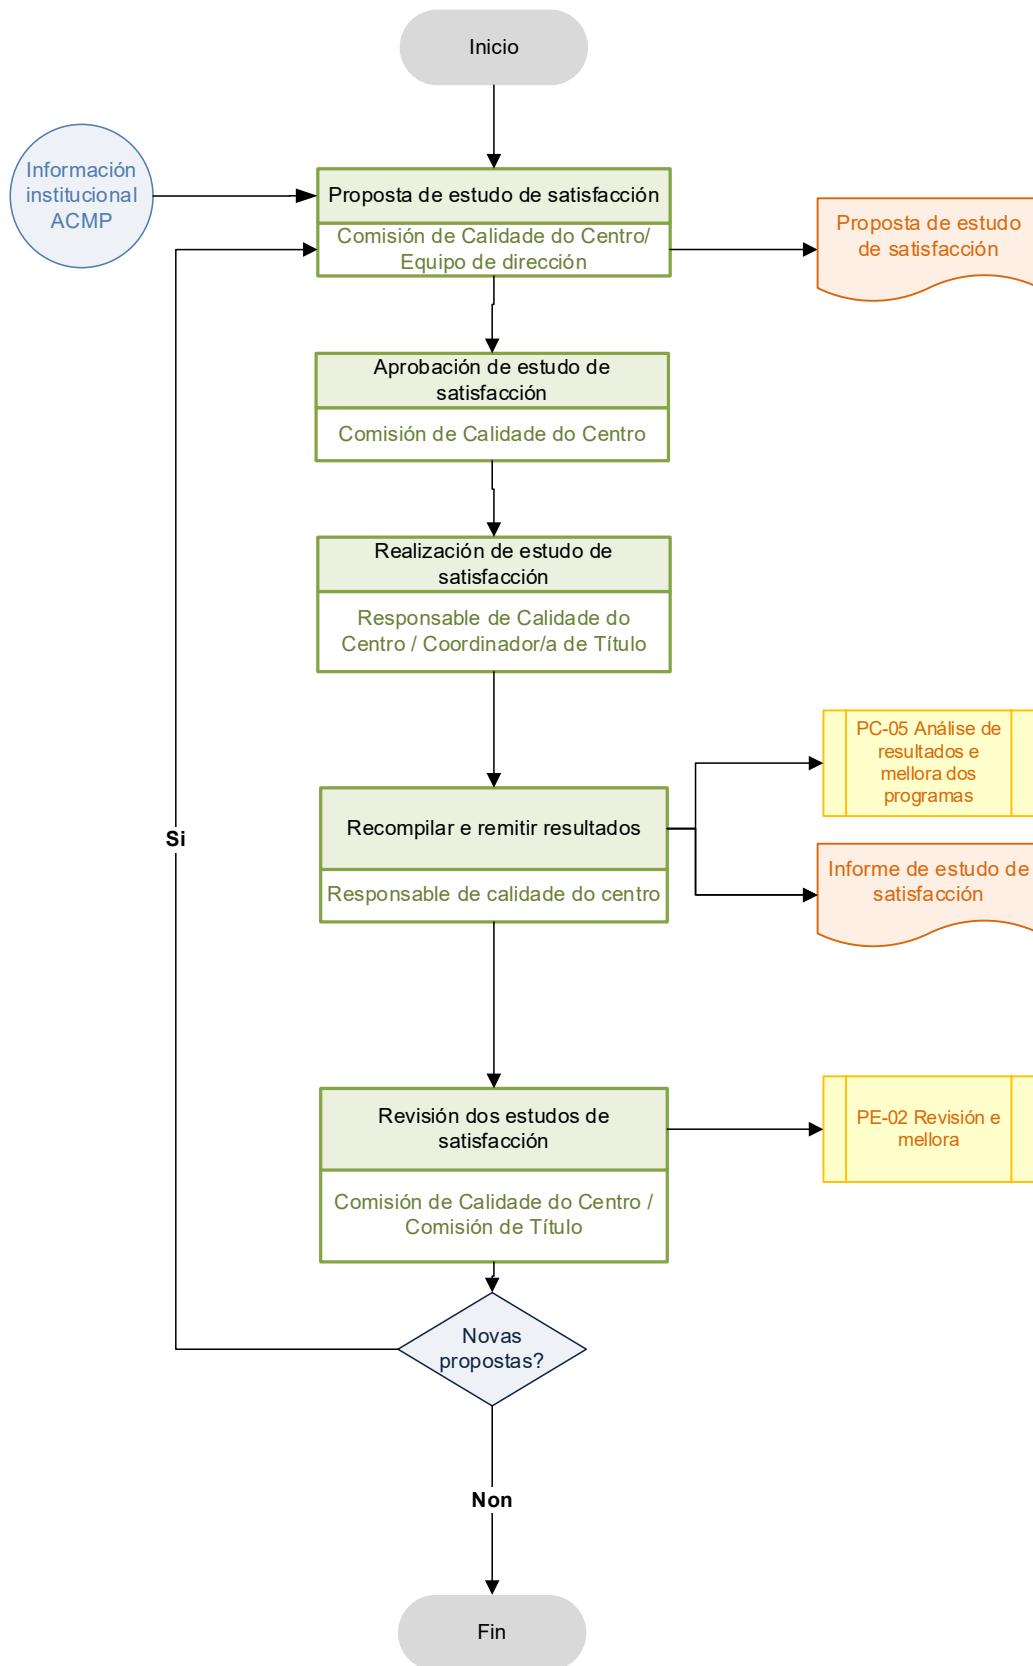 Inicio
Información
institucional
ACMP
Proposta de estudo de satisfacción
Comisión de Calidade do Centro/
Equipo de dirección
Proposta de estudo
de satisfacción
Aprobación de estudo de
satisfacción
Comisión de Calidade do Centro
Realización de estudo de
satisfacción
Responsable de Calidade do
Centro / Coordinador/a de Título
PC-05 Análise de
resultados e
mellora dos
programas
Recompilar e remitir resultados
Responsable de calidade do centro
Informe de estudo de
satisfacción
Si
Revisión dos estudos de
satisfacción
Comisión de Calidade do Centro /
Comisión de Título
PE-02 Revisión e
mellora
Novas
propostas?
Non
Fin